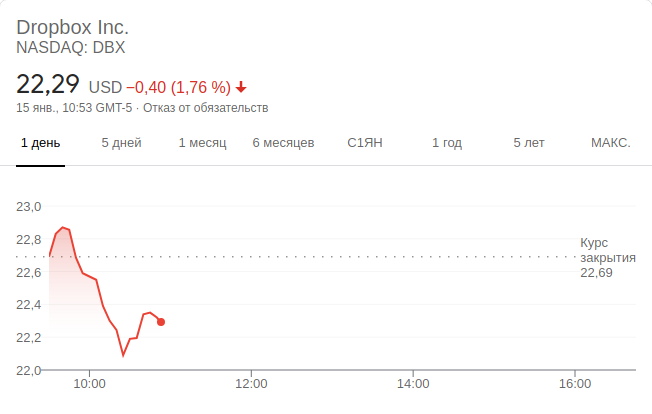 Dropbox Inc.
NASDAQ: DBX
22,29 USD −0,40 (1,76 %)
15 янв., 10:53 GMT-5 · Отказ от обязательств
1 день 5 дней 1 месяц 6 месяцев С1ЯН 1 год 5 лет МАКС.
23,0
22,8
22,6
22,4
22,2
22,0
Курс
закрытия
22,69
10:00 12:00 14:00 16:00